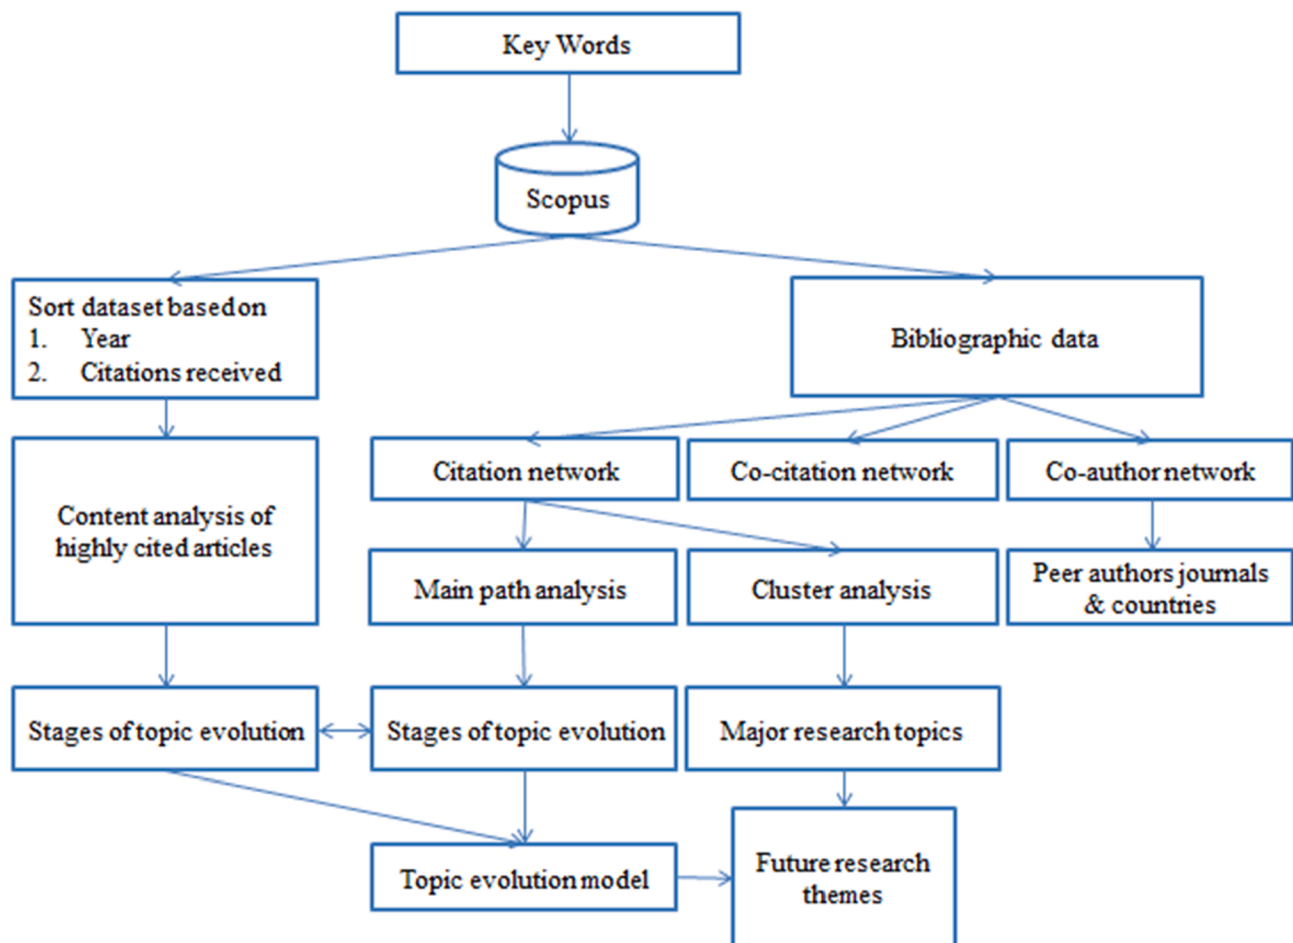 Key Words
Scopus
Sort dataset based on
1. Year
2. Citations received
Bibliographic data
Content analysis of
highly cited articles
Citation network
Co-citation network
Co-author network
Main path analysis
Cluster analysis
Peer authors journals
& countries
Stages of topic evolution
Stages of topic evolution
Major research topics
Topic evolution model
Future research
themes